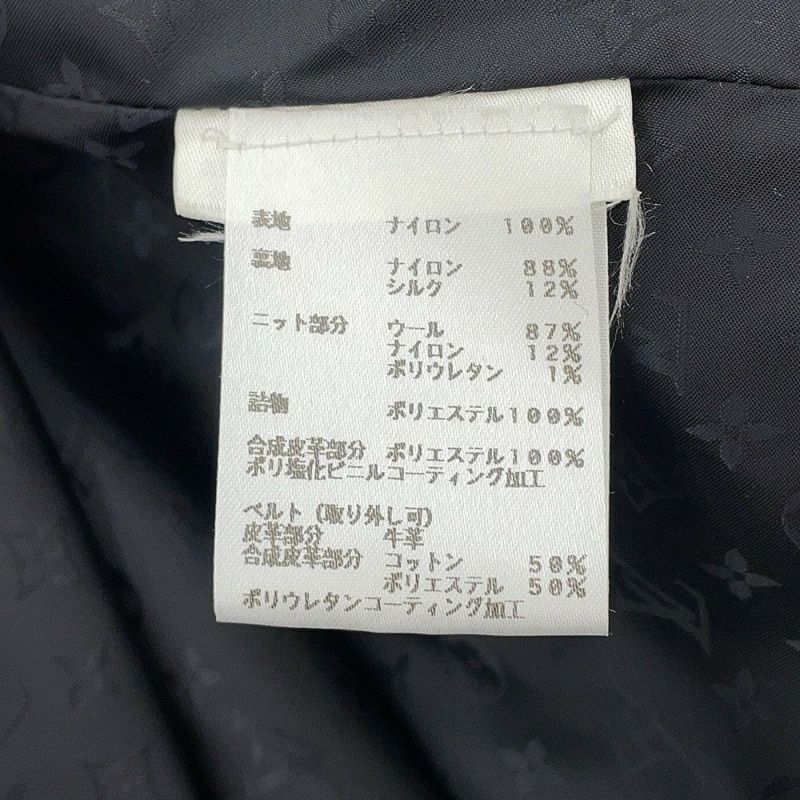 表地 ナイロン 100%
裏地 ナイロン 88%
シルク 12%
ニット部分 ウール 87%
ナイロン 12%
ポリウレタン 1%
詰物 ポリエステル100%
合成皮革部分 ポリエステル100%
ポリ塩化ビニルコーティング加工
ベルト (取り外し可)
皮革部分 牛革
合成皮革部分 コットン 50%
ポリエステル 50%
ポリウレタンコーティング加工